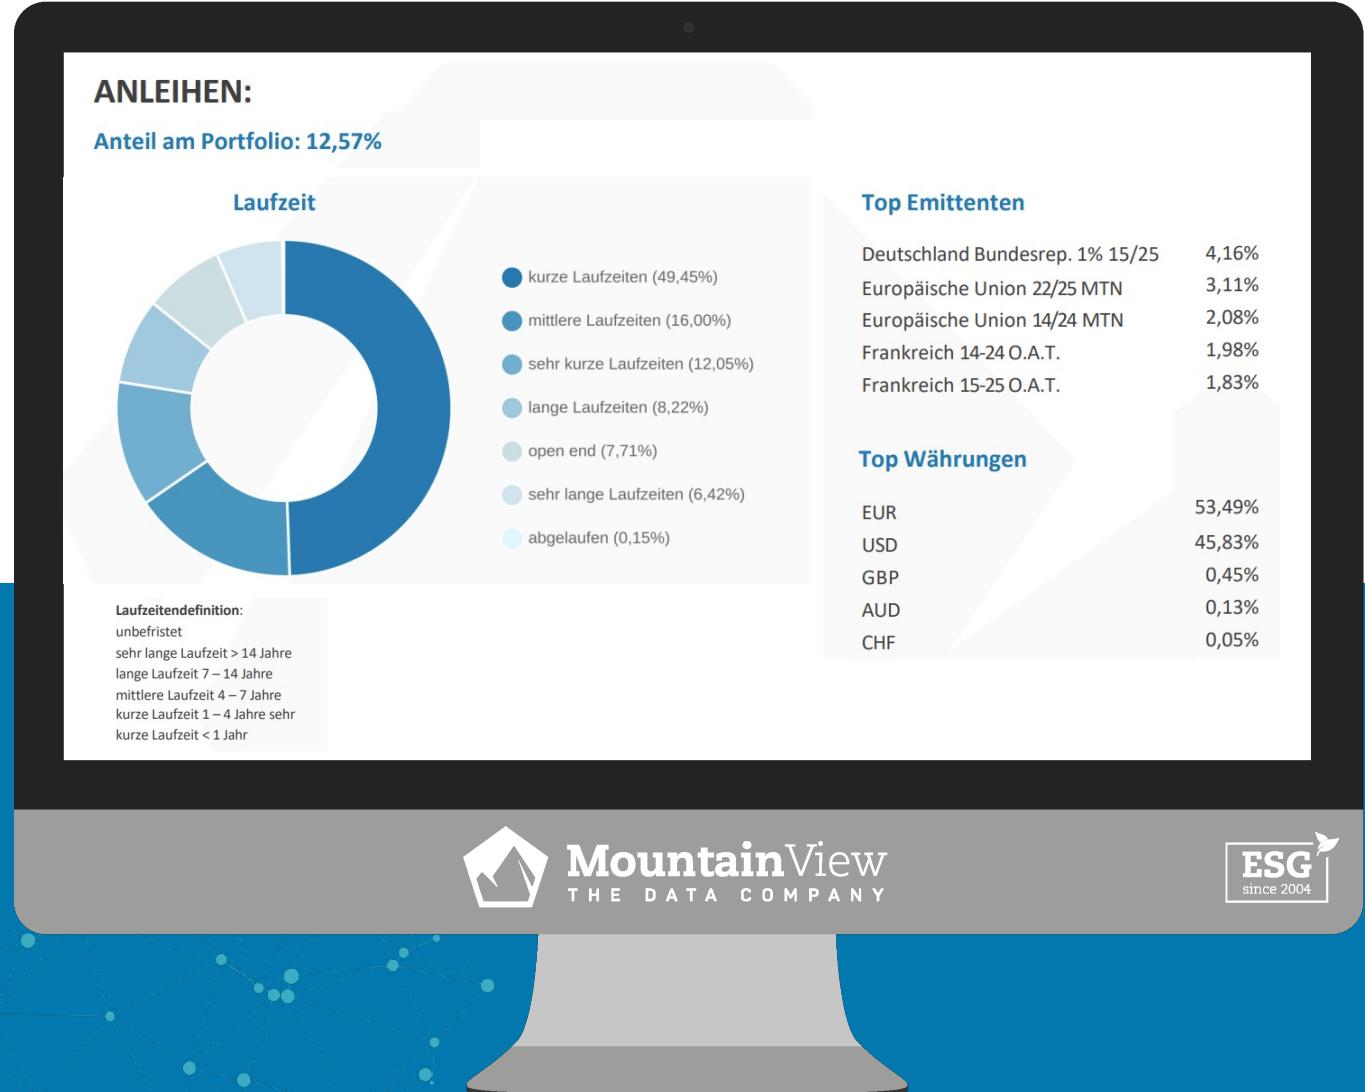 ANLEIHEN:
Anteil am Portfolio: 12,57%
Laufzeit
kurze Laufzeiten (49,45%)
mittlere Laufzeiten (16,00%)
sehr kurze Laufzeiten (12,05%)
lange Laufzeiten (8,22%)
open end (7,71%)
sehr lange Laufzeiten (6,42%)
abgelaufen (0,15%)
Laufzeitendefinition:
unbefristet
sehr lange Laufzeit > 14 Jahre
lange Laufzeit 7 – 14 Jahre
mittlere Laufzeit 4 – 7 Jahre
kurze Laufzeit 1 – 4 Jahre sehr
kurze Laufzeit < 1 Jahr
Top Emittenten
Deutschland Bundesrep. 1% 15/25 4,16%
Europäische Union 22/25 MTN 3,11%
Europäische Union 14/24 MTN 2,08%
Frankreich 14-24 O.A.T. 1,98%
Frankreich 15-25 O.A.T. 1,83%
Top Währungen
EUR 53,49%
USD 45,83%
GBP 0,45%
AUD 0,13%
CHF 0,05%
MountainView
THE DATA COMPANY
ESG
since 2004